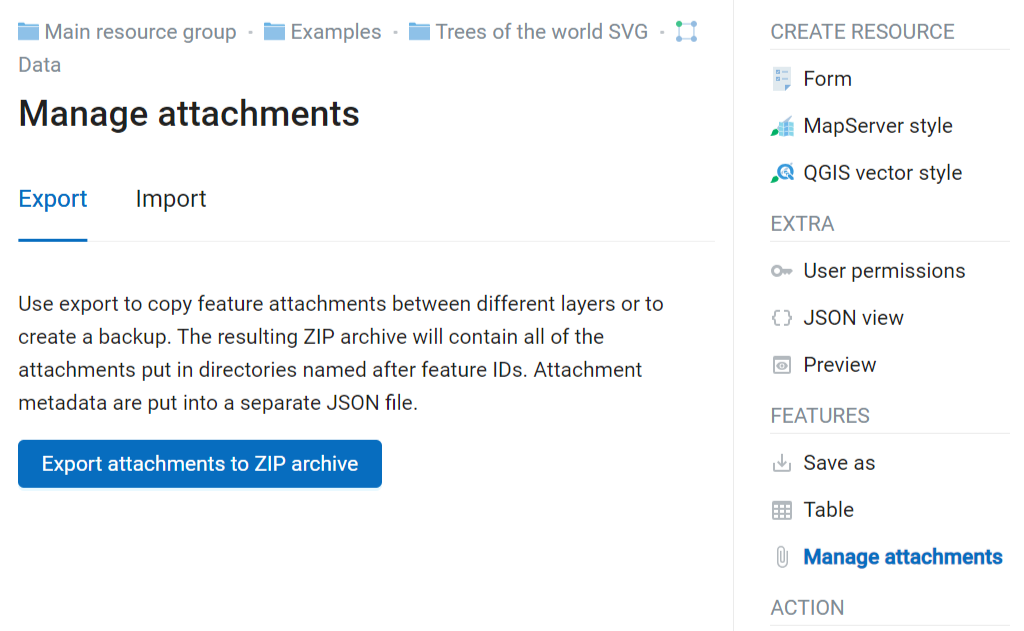 Main resource group • Examples • Trees of the world SVG •
Data
Manage attachments
Export Import
Use export to copy feature attachments between different layers or to
create a backup. The resulting ZIP archive will contain all of the
attachments put in directories named after feature IDs. Attachment
metadata are put into a separate JSON file.
Export attachments to ZIP archive
CREATE RESOURCE
Form
MapServer style
QGIS vector style
EXTRA
User permissions
JSON view
Preview
FEATURES
Save as
Table
Manage attachments
ACTION